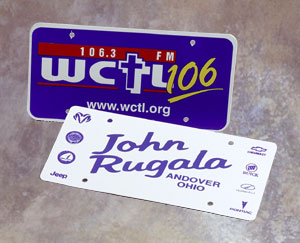 106.3 FM
WCTL 106
www.wctl.org
John
Rugala
ANDOVER
OHIO
Jeep
BUICK
PONTIAC